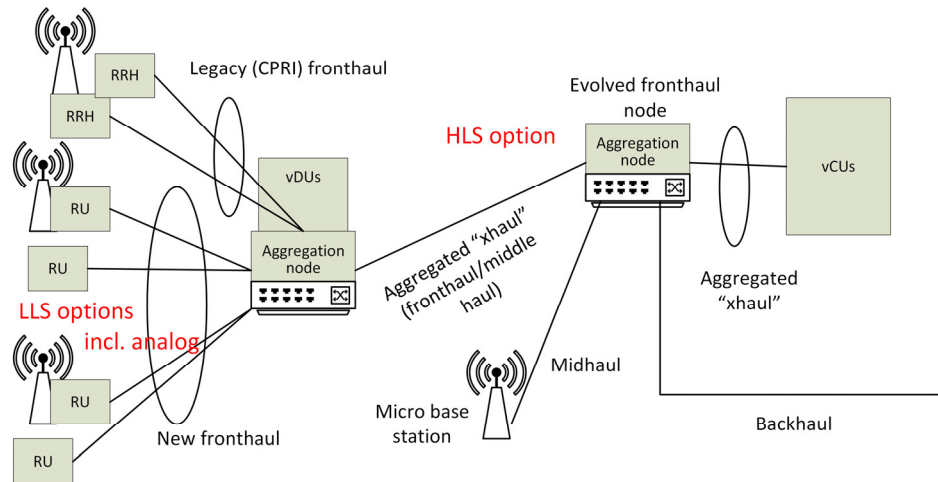 RRH
RRH
Legacy (CPRI) fronthaul
Evolved fronthaul
node
HLS option
Aggregation
node
vCUs
vDUs
RU
Aggregation
node
RU
Aggregated “xhaul”
(fronthaul/middle
haul)
Aggregated
“xhaul”
LLS options
incl. analog
RU
RU
New fronthaul
Micro base
station
Midhaul
Backhaul